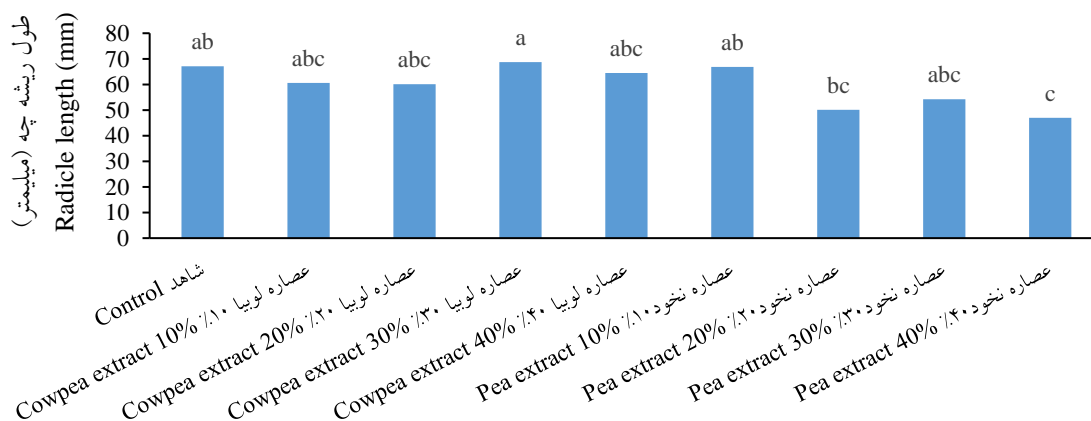 طول ریشه چه (میلیمتر)
Radicle length (mm)
80
70
60
50
40
30
20
10
0
ab
abc
abc
a
abc
ab
bc
abc
c
شاهد Control
عصاره لوبیا ۱۰٪ Cowpea extract 10%
عصاره لوبیا ۲۰٪ Cowpea extract 20%
عصاره لوبیا ۳۰٪ Cowpea extract 30%
عصاره لوبیا ۴۰٪ Cowpea extract 40%
عصاره نخود۱۰٪ Pea extract 10%
عصاره نخود۲۰٪ Pea extract 20%
عصاره نخود۳۰٪ Pea extract 30%
عصاره نخود۴۰٪ Pea extract 40%